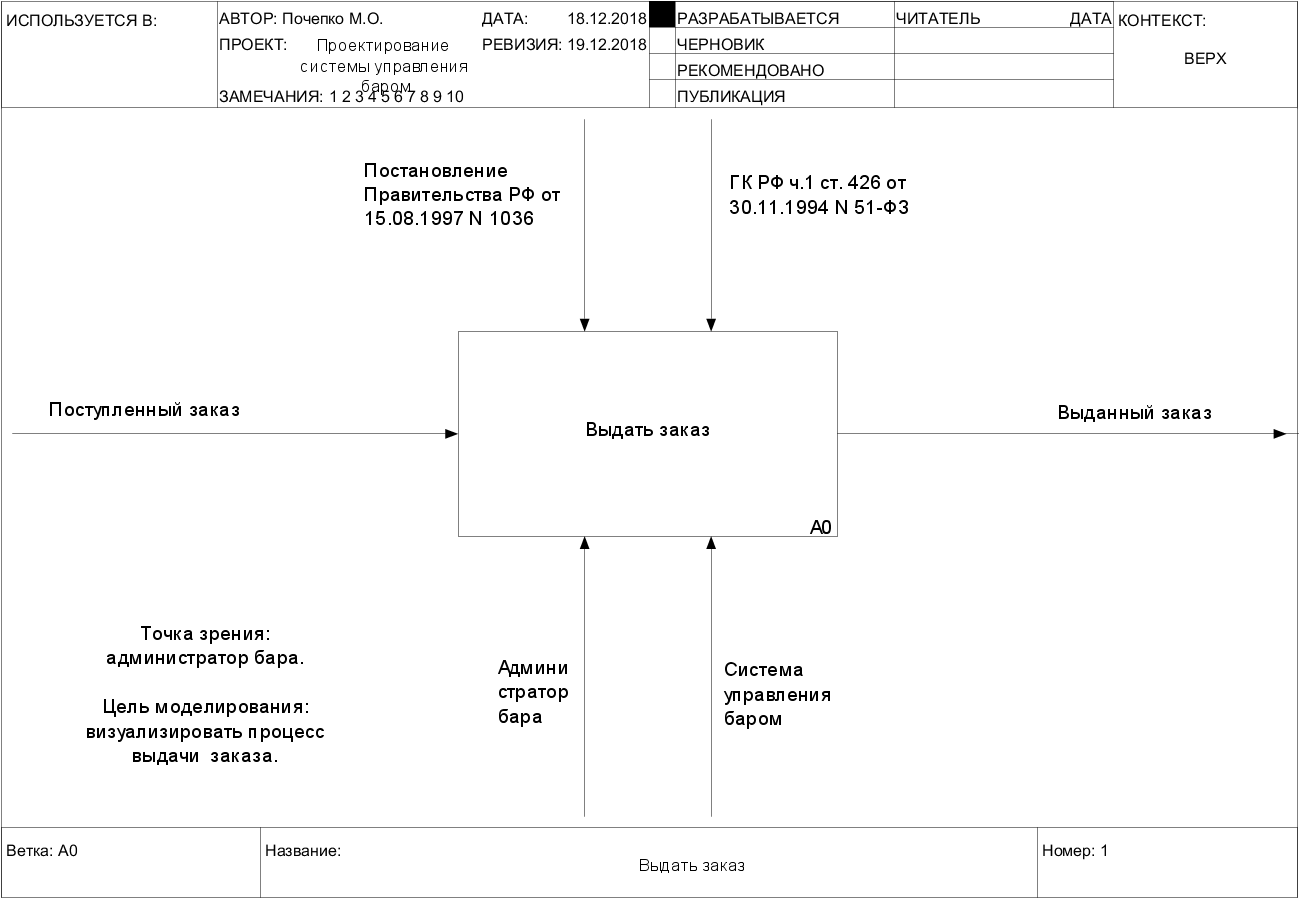 ИСПОЛЬЗУЕТСЯ В:
АВТОР: Почепко М.О.
ДАТА: 18.12.2018
ПРОЕКТ: Проектирование
системы управления
баром
РЕВИЗИЯ: 19.12.2018
ЗАМЕЧАНИЯ: 1 2 3 4 5 6 7 8 9 10
РАЗРАБАТЫВАЕТСЯ
ЧЕРНОВИК
РЕКОМЕНДОВАНО
ПУБЛИКАЦИЯ
ЧИТАТЕЛЬ ДАТА
КОНТЕКСТ:
ВЕРХ
Постановление
Правительства РФ от
15.08.1997 N 1036
ГК РФ ч.1 ст. 426 от
30.11.1994 N 51-ФЗ
Поступленный заказ
Выдать заказ
A0
Выданный заказ
Точка зрения:
администратор бара.
Цель моделирования:
визуализировать процесс
выдачи заказа.
Админи
стратор
бара
Система
управления
баром
Ветка: A0
Название:
Выдать заказ
Номер: 1